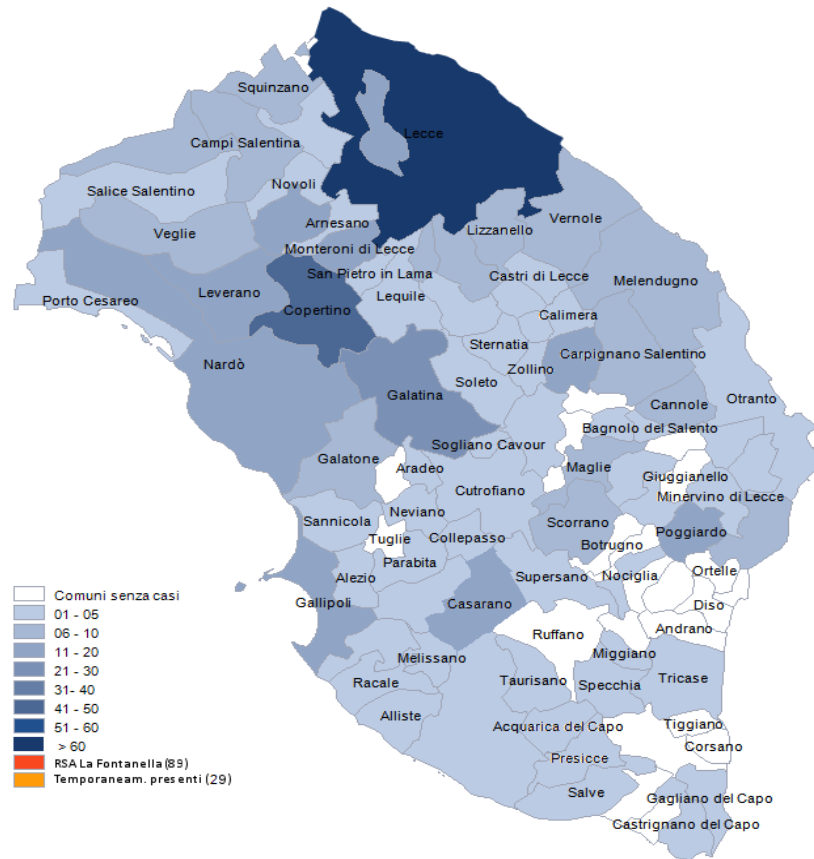 Squinzano
Lecce
Campi Salentina
Novoli
Salice Salentino
Arnesano
Vernole
Veglie
Lizzanello
Monteroni di Lecce
San Pietro in Lama
Castri di Lecce
Melendugno
Leverano
Lequile
Porto Cesareo
Copertino
Calimera
Sternatia
Carpignano Salentino
Nardò
Zollino
Soleto
Galatina
Otranto
Cannole
Bagnolo del Salento
Sogliano Cavour
Galatone
Aradeo
Maglie
Giuggianello
Cutrofiano
Minervino di Lecce
Neviano
Sannicola
Scorrano
Poggiardo
Tuglie
Collepasso
Botrugno
Parabita
Ortelle
Alezio
Supersano
Nociglia
Gallipoli
Casarano
Diso
Andrano
Ruffano
Melissano
Miggiano
Racale
Taurisano
Specchia
Tricase
Alliste
Acquarica del Capo
Tiggiano
Corsano
Presicce
Salve
Gagliano del Capo
Castrignano del Capo
Comuni senza casi
01 - 05
06 - 10
11 - 20
21 - 30
31- 40
41 - 50
51 - 60
> 60
RSA La Fontanella (89)
Temporaneam. presenti (29)